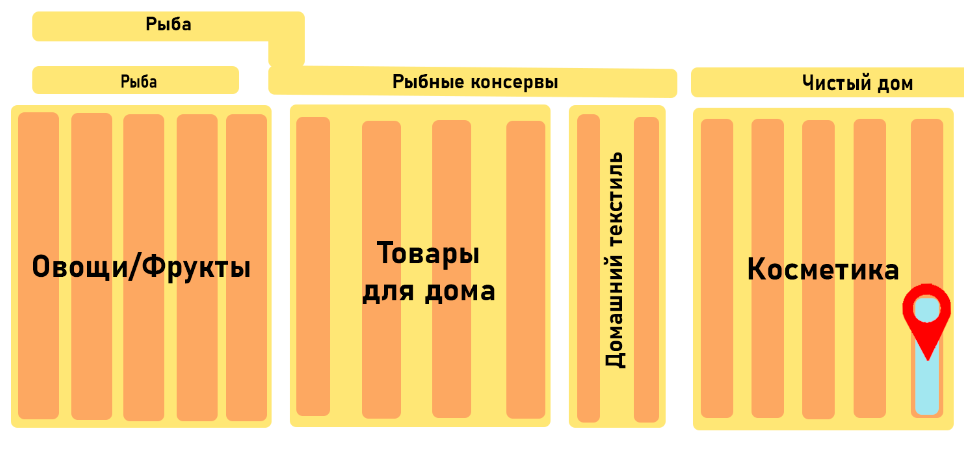 Рыба
Рыба
Рыбные консервы
Чистый дом
Овощи/Фрукты
Товары
для дома
Домашний текстиль
Косметика